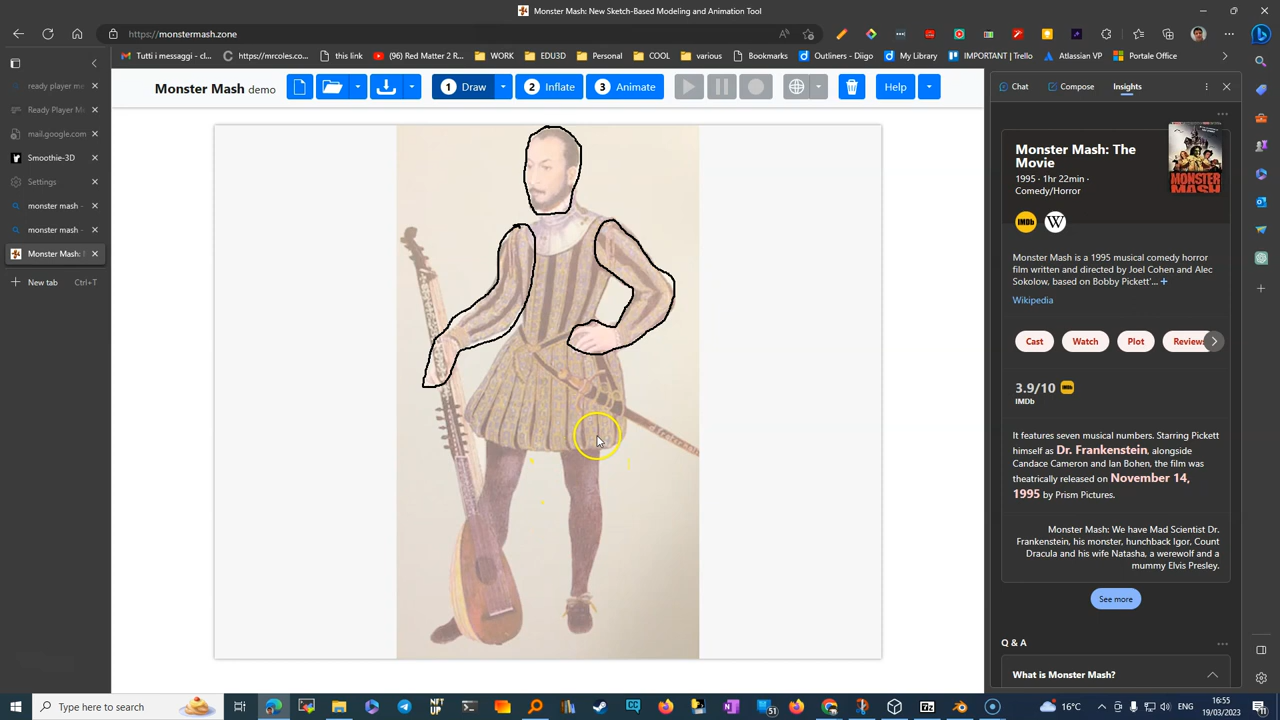 Monster Mash: New Sketch-Based Modeling and Animation Tool
https://monstermash.zone
Tutti i messaggi - cl...
https://mrcoles.co...
this link
(96) Red Matter 2 R...
WORK
EDU3D
Personal
COOL
various
Bookmarks
Outliners - Diigo
My Library
IMPORTANT | Trello
Atlassian VP
Portale Office
ready player me
Ready Player M
mail.google.com
Smoothie-3D
Settings
monster mash -
monster mash -
Monster Mash:
New tab
Ctrl+T
Monster Mash demo
1 Draw
2 Inflate
3 Animate
Help
Chat
Compose
Insights
Monster Mash: The
Movie
1995 · 1hr 22min ·
Comedy/Horror
MONSTER
MASH
IMDb
W
Monster Mash is a 1995 musical comedy horror
film written and directed by Joel Cohen and Alec
Sokolow, based on Bobby Pickett'... +
Wikipedia
Cast
Watch
Plot
Reviews
3.9/10
IMDb
IMDB
It features seven musical numbers. Starring Pickett
himself as Dr. Frankenstein, alongside
Candace Cameron and Ian Bohen, the film was
theatrically released on November 14,
1995 by Prism Pictures.
Monster Mash: We have Mad Scientist Dr.
Frankenstein, his monster, hunchback Igor, Count
Dracula and his wife Natasha, a werewolf and a
mummy Elvis Presley.
See more
Q & A
What is Monster Mash?
Type here to search
NFT
UP
51
16°C
16:55
19/03/2023